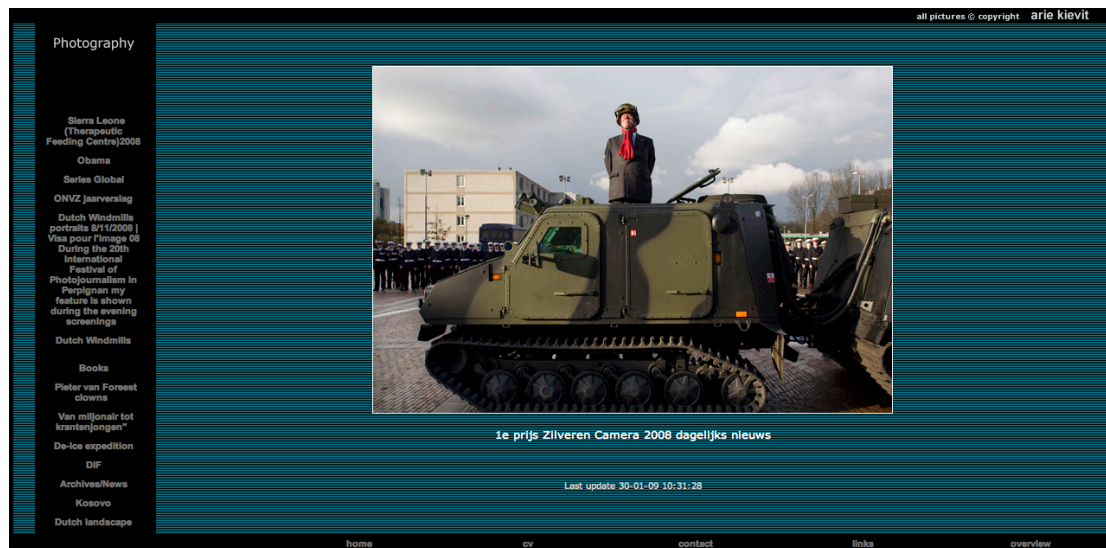 all pictures © copyright arie kievit
Photography
Sierra Leone
(Therapeutic
Feeding Centre)2008
Obama
Series Global
ONVZ jaarverslag
Dutch Windmills
portraits 8/11/2008 |
Visa pour l'image 08
During the 20th
International
Festival of
Photojournalism in
Perpignan my
feature is shown
during the evening
screenings
Dutch Windmills
Books
Pieter van Foreest
clowns
Van miljonair tot
krantenjongen"
De-Ice expedition
DIF
Archives/News
Kosovo
Dutch landscape
1e prijs Zilveren Camera 2008 dagelijks nieuws
Last update 30-01-09 10:31:28
home cv contact links overview